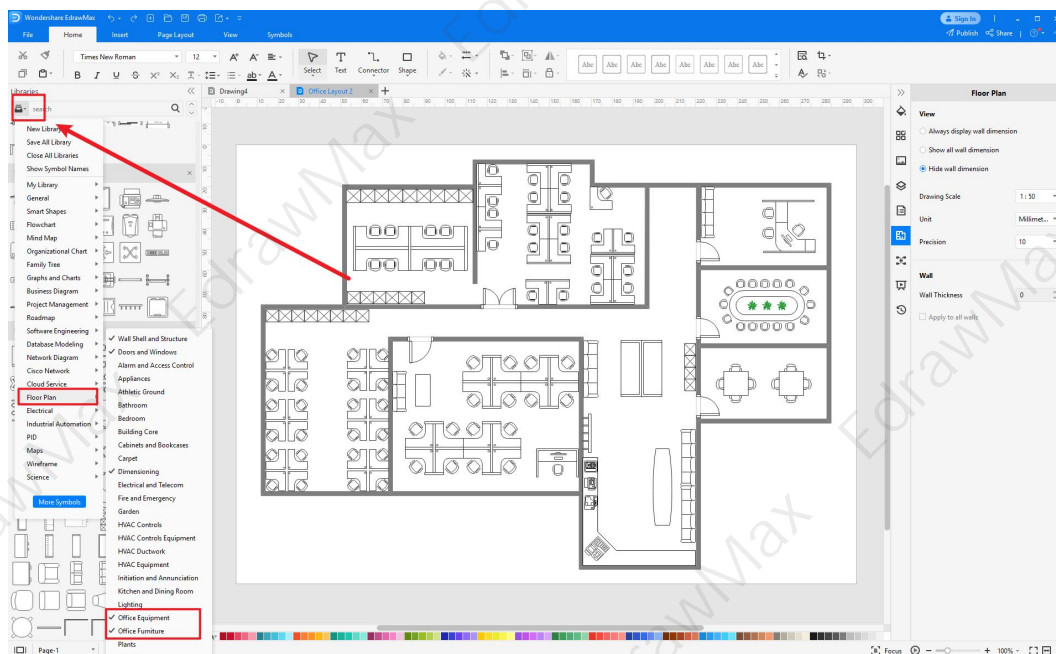 Wondershare EdrawMax
Sign In
File Home Insert Page Layout View Symbols
Publish Share
Times New Roman 12
Select Text Connector Shape
Abc Abc Abc Abc Abc Abc Abc Abc
Libraries
Drawing4 Office Layout 2
search
New Library
Save All Library
Close All Libraries
Show Symbol Names
My Library
General
Smart Shapes
Flowchart
Mind Map
Organizational Chart
Family Tree
Graphs and Charts
Business Diagram
Project Management
Roadmap
Software Engineering
Database Modeling
Network Diagram
Cisco Network
Cloud Service
Floor Plan
Electrical
Industrial Automation
PID
Maps
Wireframe
Science
More Symbols
Wall Shell and Structure
Doors and Windows
Alarm and Access Control
Appliances
Athletic Ground
Bathroom
Bedroom
Building Core
Cabinets and Bookcases
Carpet
Dimensioning
Electrical and Telecom
Fire and Emergency
Garden
HVAC Controls
HVAC Controls Equipment
HVAC Ductwork
HVAC Equipment
Initiation and Annunciation
Kitchen and Dining Room
Lighting
Office Equipment
Office Furniture
Plants
Floor Plan
View
Always display wall dimension
Show all wall dimension
Hide wall dimension
Drawing Scale 1:50
Unit Millimet...
Precision 10
Wall
Wall Thickness 0
Apply to all walls
Page-1
Focus
100%
EdrawMax
EdrawMax
EdrawMax